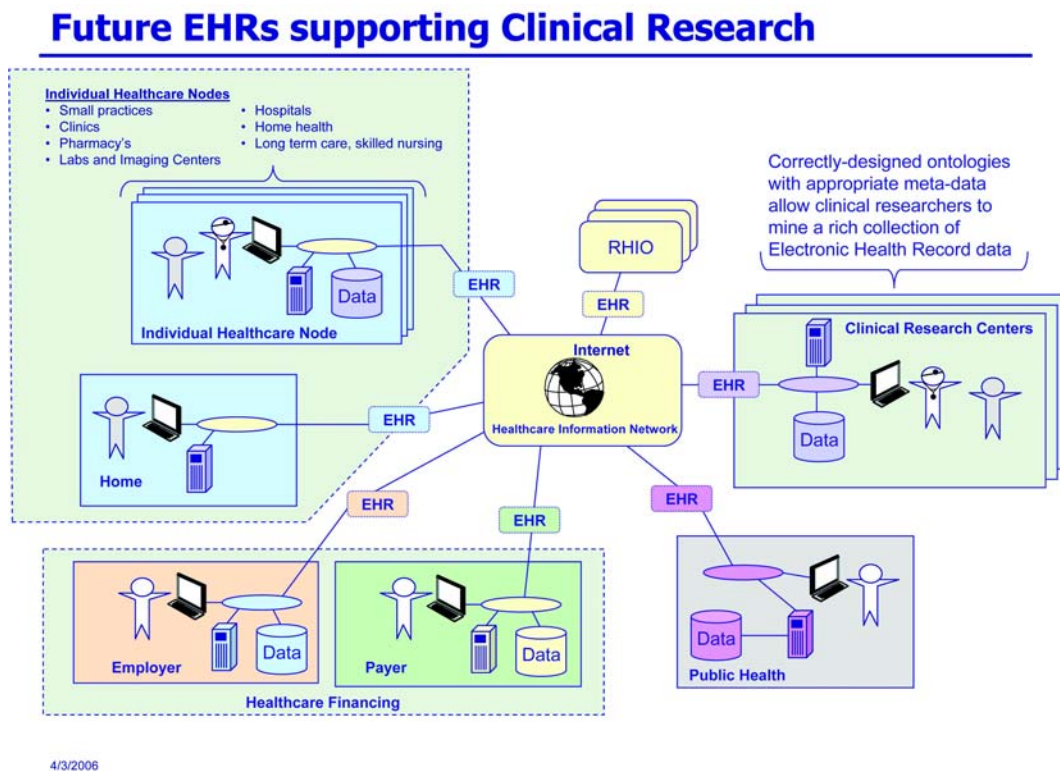 Future EHRs supporting Clinical Research
Individual Healthcare Nodes
• Small practices
• Clinics
• Pharmacy's
• Labs and Imaging Centers
• Hospitals
• Home health
• Long term care, skilled nursing
Data
Individual Healthcare Node
EHR
RHIO
EHR
Correctly-designed ontologies
with appropriate meta-data
allow clinical researchers to
mine a rich collection of
Electronic Health Record data
Internet
Healthcare Information Network
EHR
Clinical Research Centers
Data
Home
EHR
EHR
EHR
EHR
Employer
Data
Payer
Data
Healthcare Financing
Data
Public Health
4/3/2006